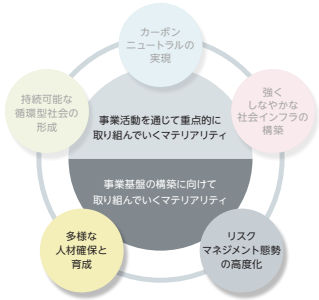 カーボン
ニュートラルの
実現
持続可能な
循環型社会の
形成
強く
しなやかな
社会インフラの
構築
事業活動を通じて重点的に
取り組んでいくマテリアリティ
事業基盤の構築に向けて
取り組んでいくマテリアリティ
多様な
人材確保と
育成
リスク
マネジメント態勢
の高度化